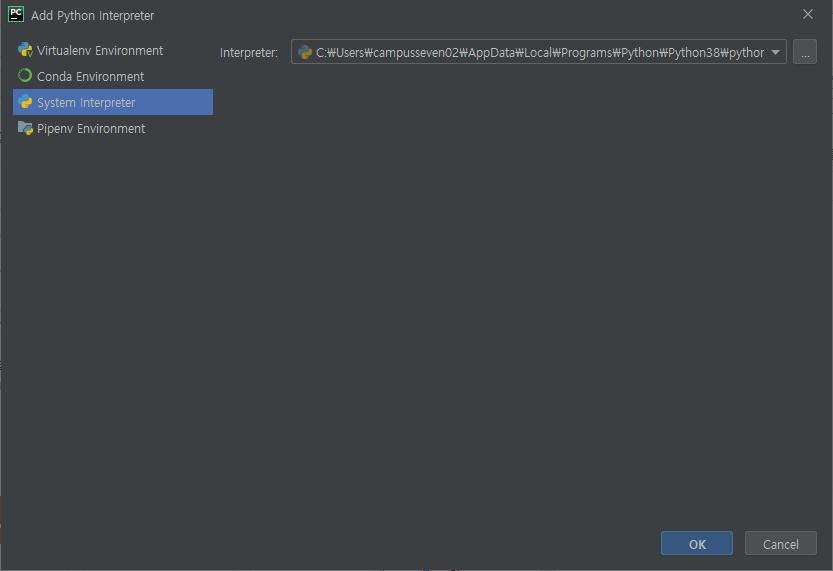 PC Add Python Interpreter
Virtualenv Environment
Conda Environment
System Interpreter
Pipenv Environment
Interpreter: C:₩Users₩campusseven02₩AppData₩Local₩Programs₩Python₩Python38₩pythor
...
OK Cancel